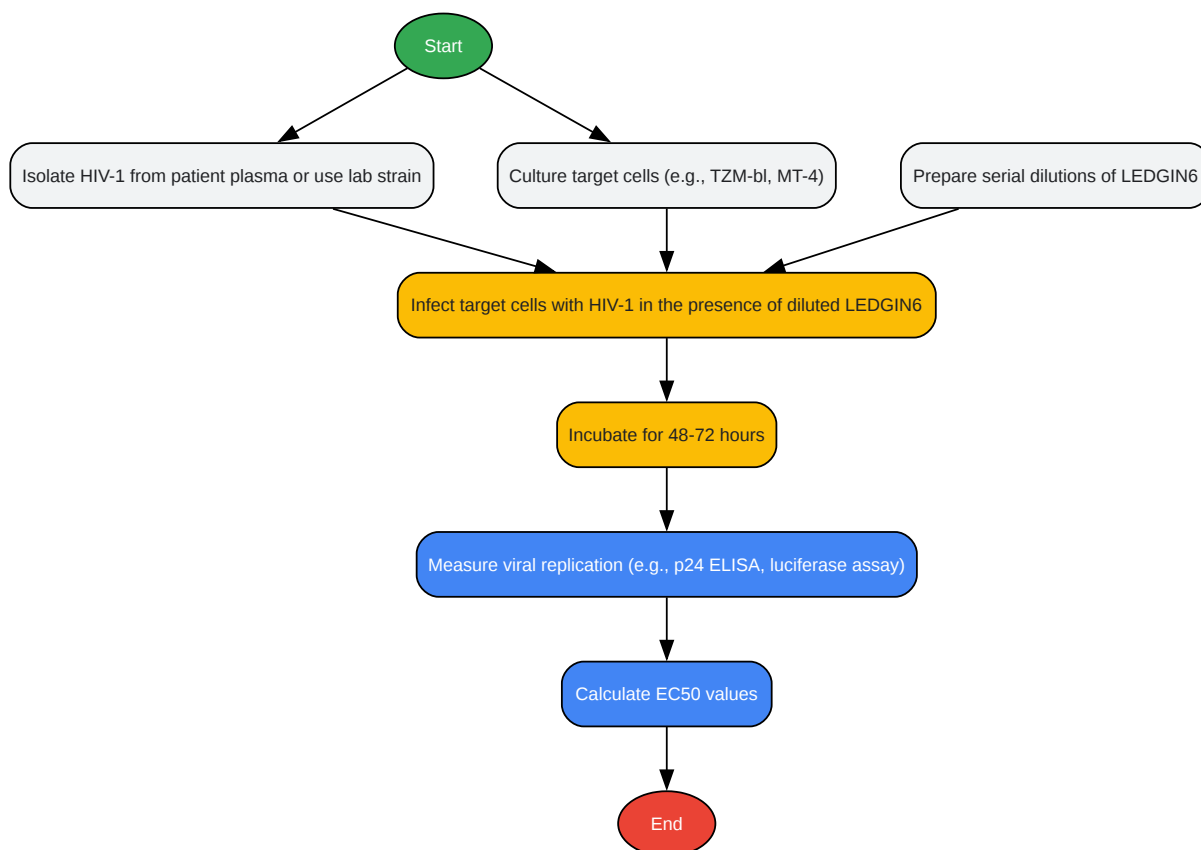 Start
Isolate HIV-1 from patient plasma or use lab strain
Culture target cells (e.g., TZM-bl, MT-4)
Prepare serial dilutions of LEDGIN6
Infect target cells with HIV-1 in the presence of diluted LEDGIN6
Incubate for 48-72 hours
Measure viral replication (e.g., p24 ELISA, luciferase assay)
Calculate EC50 values
End